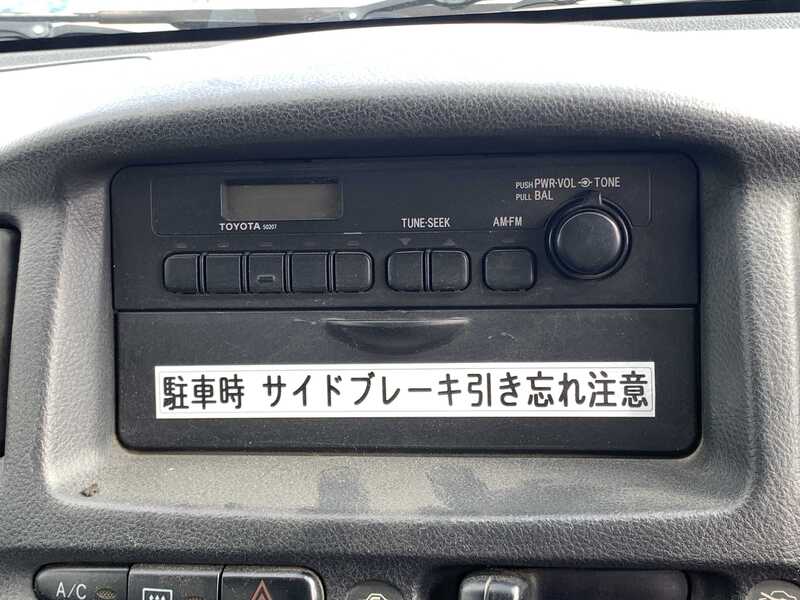 PUSH PWR·VOL TONE
PULL BAL
TOYOTA 50207
TUNE·SEEK
AM·FM
駐車時 サイドブレーキ引き忘れ注意
A/C